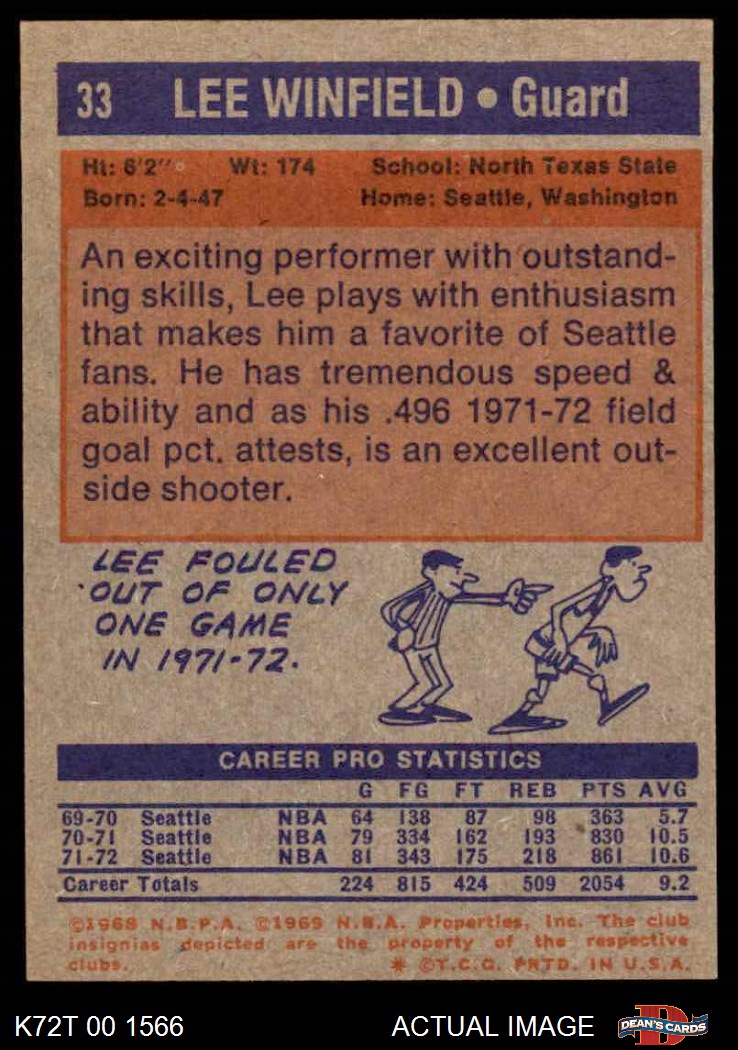 33 LEE WINFIELD • Guard
Ht: 6'2" Wt: 174 School: North Texas State
Born: 2-4-47 Home: Seattle, Washington
An exciting performer with outstand-
ing skills, Lee plays with enthusiasm
that makes him a favorite of Seattle
fans. He has tremendous speed &
ability and as his .496 1971-72 field
goal pct. attests, is an excellent out-
side shooter.
LEE FOULED
OUT OF ONLY
ONE GAME
IN 1971-72.
CAREER PRO STATISTICS
G FG FT REB PTS AVG
69-70 Seattle NBA 64 138 87 98 363 5.7
70-71 Seattle NBA 79 334 162 193 830 10.5
71-72 Seattle NBA 81 343 175 218 861 10.6
Career Totals 224 815 424 509 2054 9.2
©1968 N.B.P.A. ©1969 N.B.A. Properties, Inc. The club
insignias depicted are the property of the respective
clubs. * ©T.C.G. PRTD. IN U.S.A.
K72T 00 1566 ACTUAL IMAGE D DEAN'S CARDS